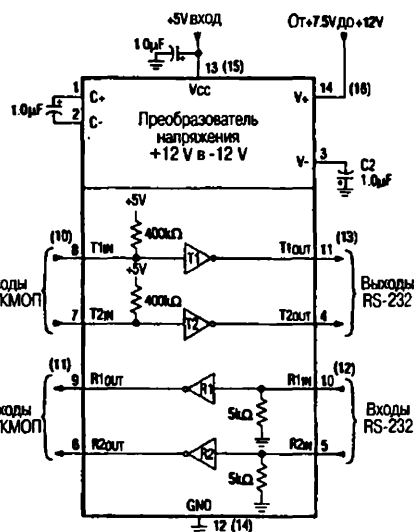 +5V вход
От+7.5V до +12V
1.0µF
13 (15)
1
C+
VCC
V+
14
(16)
1.0µF
2
C-
Преобразователь
напряжения
+12 V в -12 V
V-
3
C2
1.0µF
+5V
400kΩ
(10)
8
T1IN
T1
T1OUT
11
(13)
+5V
400kΩ
КМОП
Выходы
RS-232
7
T2IN
T2
T2OUT
4
(11)
9
R1OUT
R1
R1IN
10
(12)
5kΩ
КМОП
Входы
RS-232
6
R2OUT
R2
R2IN
5
5kΩ
GND
12 (14)